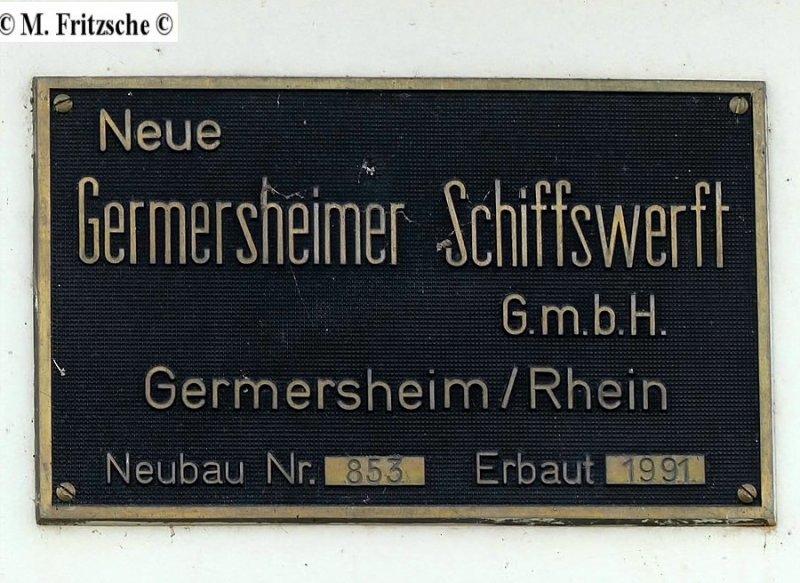 © M. Fritzsche ©
Neue
Germersheimer Schiffswerft
G.m.b.H.
Germersheim/Rhein
Neubau Nr. 853 Erbaut 1991